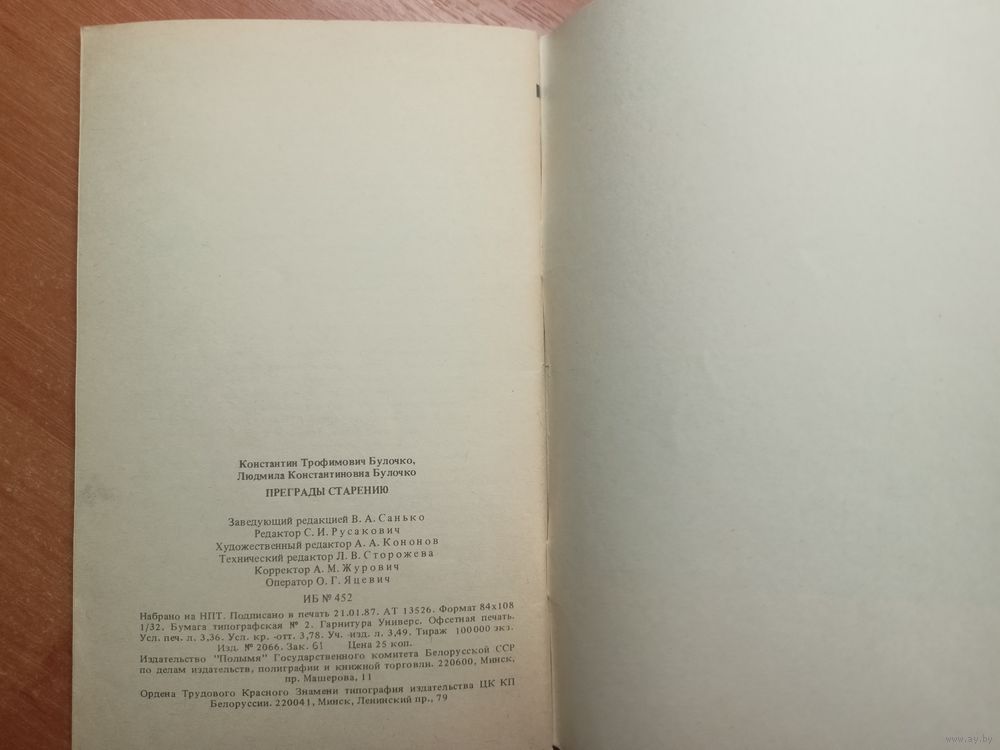 Константин Трофимович Булочко,
Людмила Константиновна Булочко
ПРЕГРАДЫ СТАРЕНИЮ
Заведующий редакцией В. А. Санько
Редактор С. И. Русакович
Художественный редактор А. А. Кононов
Технический редактор Л. В. Сторожева
Корректор А. М. Журович
Оператор О. Г. Яцевич
ИБ № 452
Набрано на НПТ. Подписано в печать 21.01.87. АТ 13526. Формат 84х108
1/32. Бумага типографская № 2. Гарнитура Универс. Офсетная печать.
Усл. печ. л. 3,36. Усл. кр. -отт. 3,78. Уч. -изд. л. 3,49. Тираж 100000 экз.
Изд. № 2066. Зак. 61 Цена 25 коп.
Издательство "Полымя" Государственного комитета Белорусской ССР
по делам издательств, полиграфии и книжной торговли. 220600, Минск,
пр. Машерова, 11
Ордена Трудового Красного Знамени типография издательства ЦК КП
Белоруссии. 220041, Минск, Ленинский пр., 79
www.ay.by